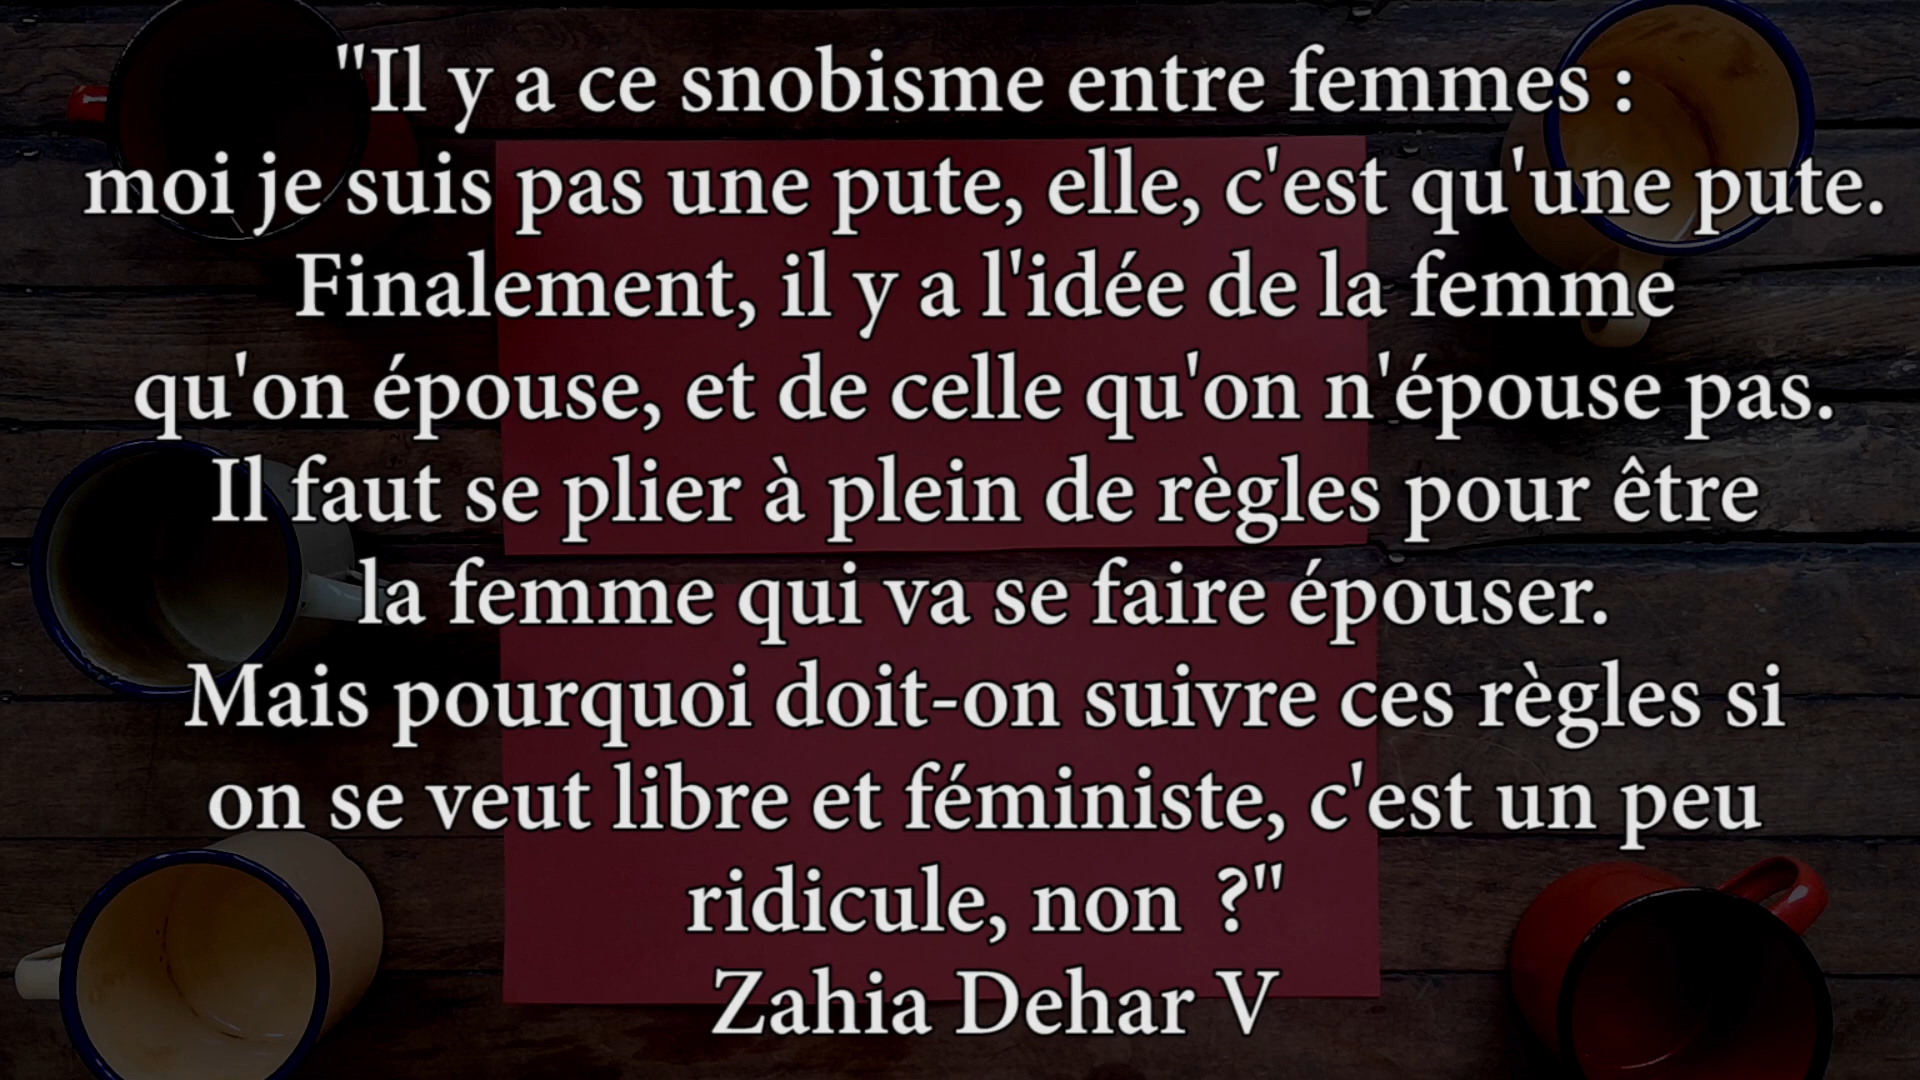 "Il y a ce snobisme entre femmes :
moi je suis pas une pute, elle, c'est qu'une pute.
Finalement, il y a l'idée de la femme
qu'on épouse, et de celle qu'on n'épouse pas.
Il faut se plier à plein de règles pour être
la femme qui va se faire épouser.
Mais pourquoi doit-on suivre ces règles si
on se veut libre et féministe, c'est un peu
ridicule, non ?"
Zahia Dehar V